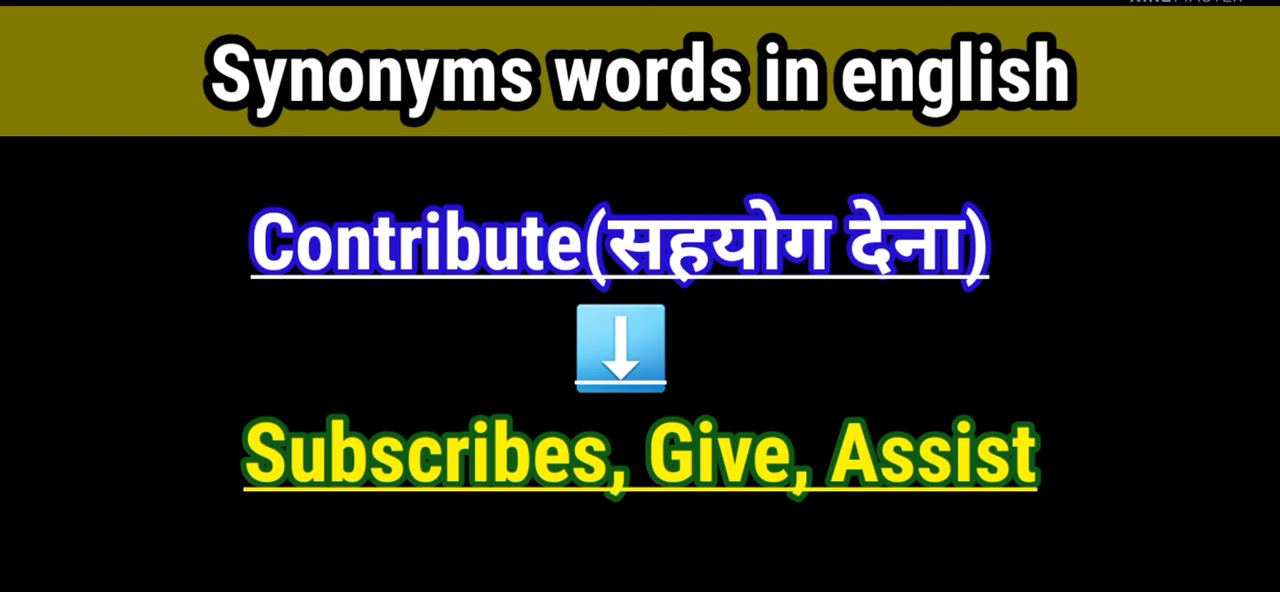 Synonyms words in english
Contribute(सहयोग देना)
Subscribes, Give, Assist